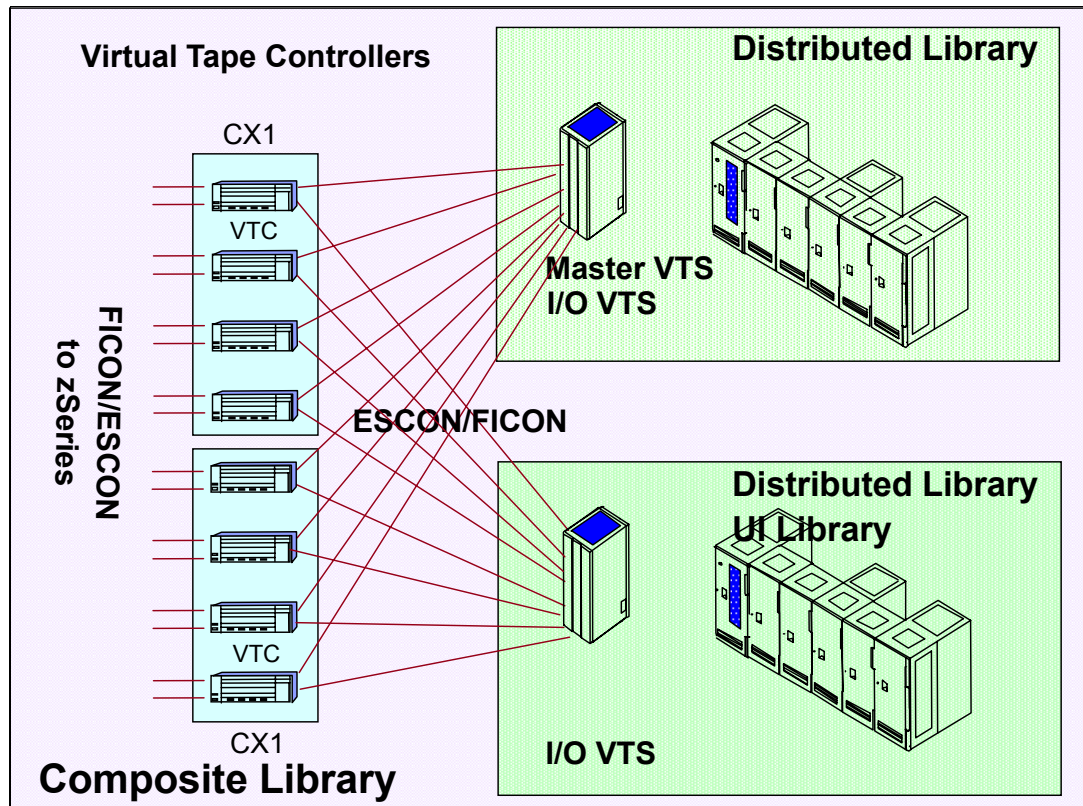 Virtual Tape Controllers
Distributed Library
CX1
VTC
Master VTS
I/O VTS
FICON/ESCON
to zSeries
ESCON/FICON
Distributed Library
UI Library
VTC
I/O VTS
CX1
Composite Library